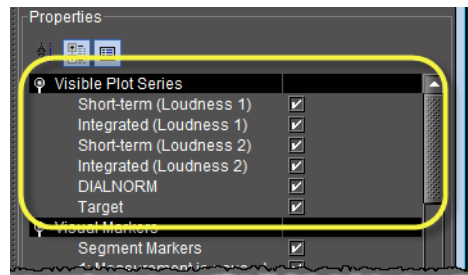 Properties
Visible Plot Series
Short-term (Loudness 1)
Integrated (Loudness 1)
Short-term (Loudness 2)
Integrated (Loudness 2)
DIALNORM
Target
Visual Markers
Segment Markers